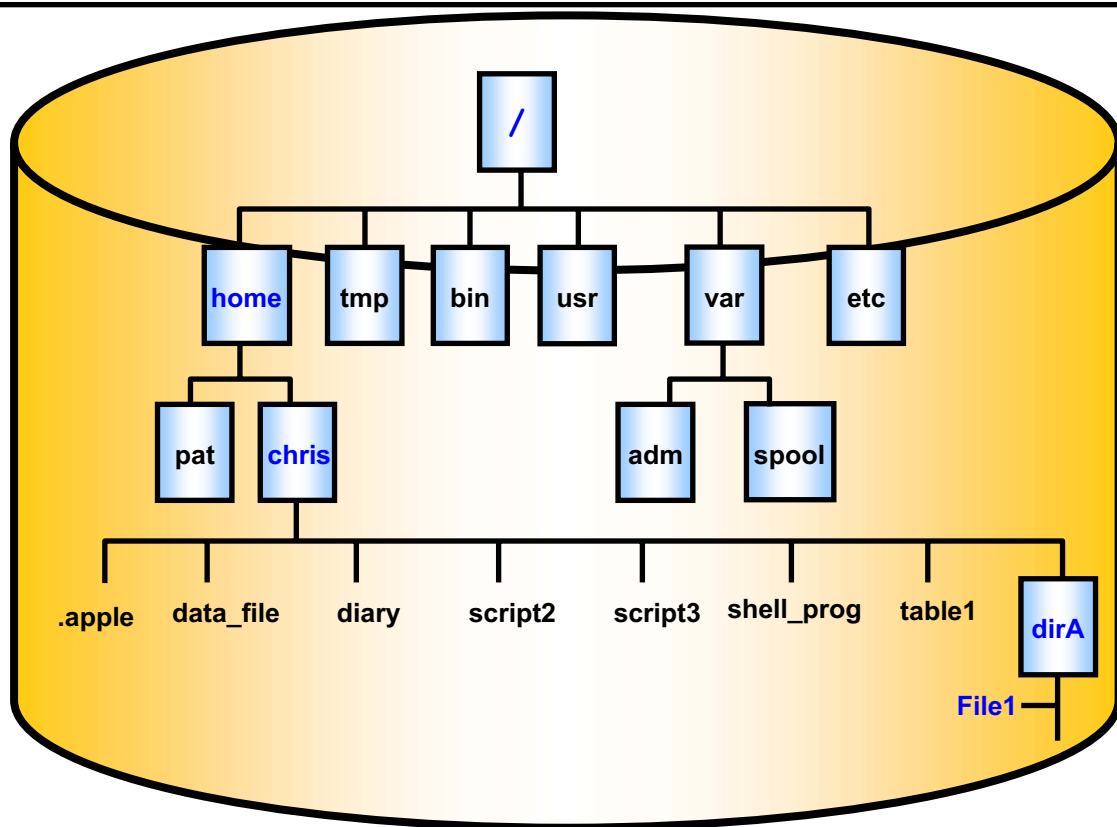 /
home tmp bin usr var etc
pat chris adm spool
.apple data_file diary script2 script3 shell_prog table1 dirA
File1